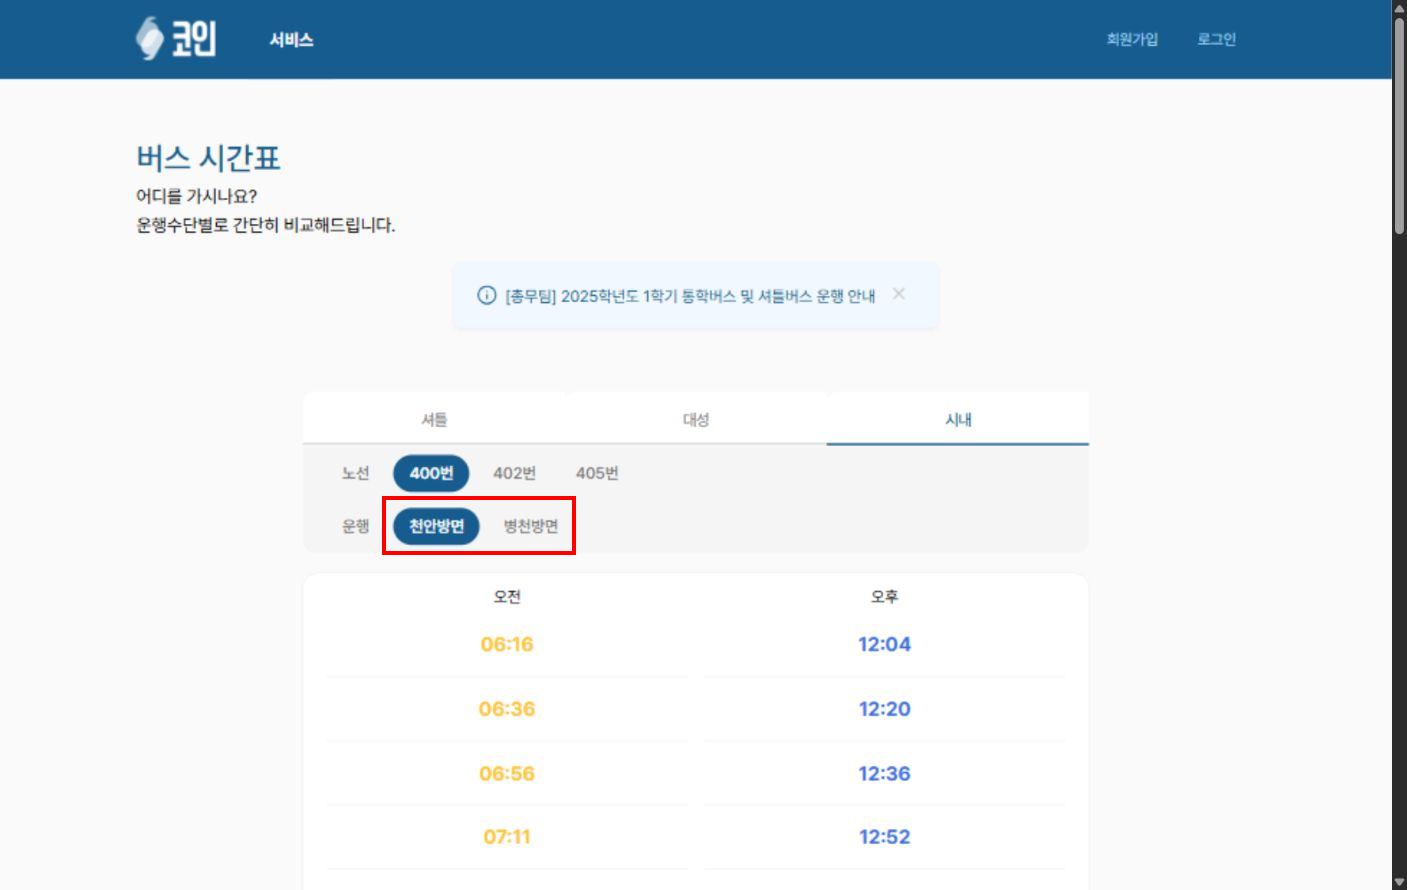 코인 서비스 회원가입 로그인
버스 시간표
어디를 가시나요?
운행수단별로 간단히 비교해드립니다.
[총무팀] 2025학년도 1학기 통학버스 및 셔틀버스 운행 안내
셔틀 대성 시내
노선 400번 402번 405번
운행 천안방면 병천방면
오전 오후
06:16 12:04
06:36 12:20
06:56 12:36
07:11 12:52